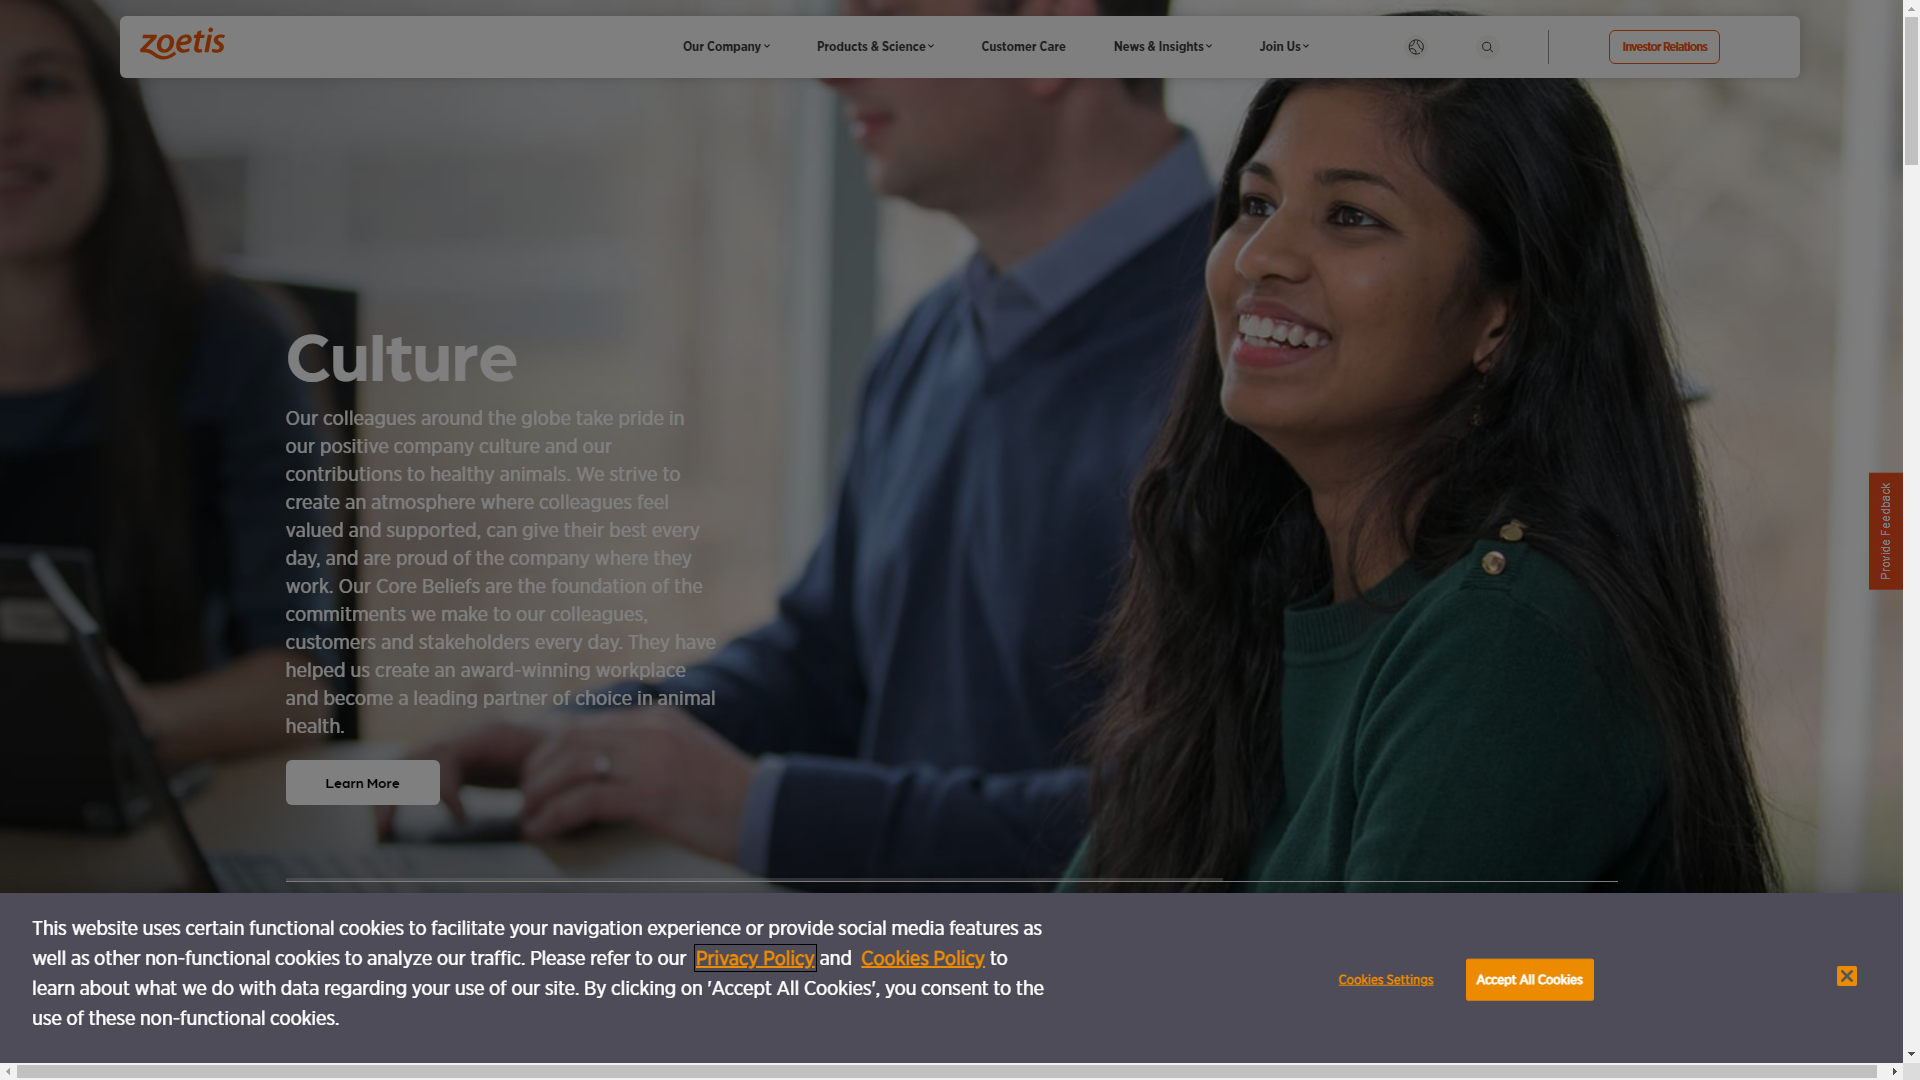 zoetis
Our Company
Products & Science
Customer Care
News & Insights
Join Us
Investor Relations
Culture
Our colleagues around the globe take pride in
our positive company culture and our
contributions to healthy animals. We strive to
create an atmosphere where colleagues feel
valued and supported, can give their best every
day, and are proud of the company where they
work. Our Core Beliefs are the foundation of the
commitments we make to our colleagues,
customers and stakeholders every day. They have
helped us create an award-winning workplace
and become a leading partner of choice in animal
health.
Learn More
Provide Feedback
This website uses certain functional cookies to facilitate your navigation experience or provide social media features as
well as other non-functional cookies to analyze our traffic. Please refer to our Privacy Policy and Cookies Policy to
learn about what we do with data regarding your use of our site. By clicking on 'Accept All Cookies', you consent to the
use of these non-functional cookies.
Cookies Settings
Accept All Cookies